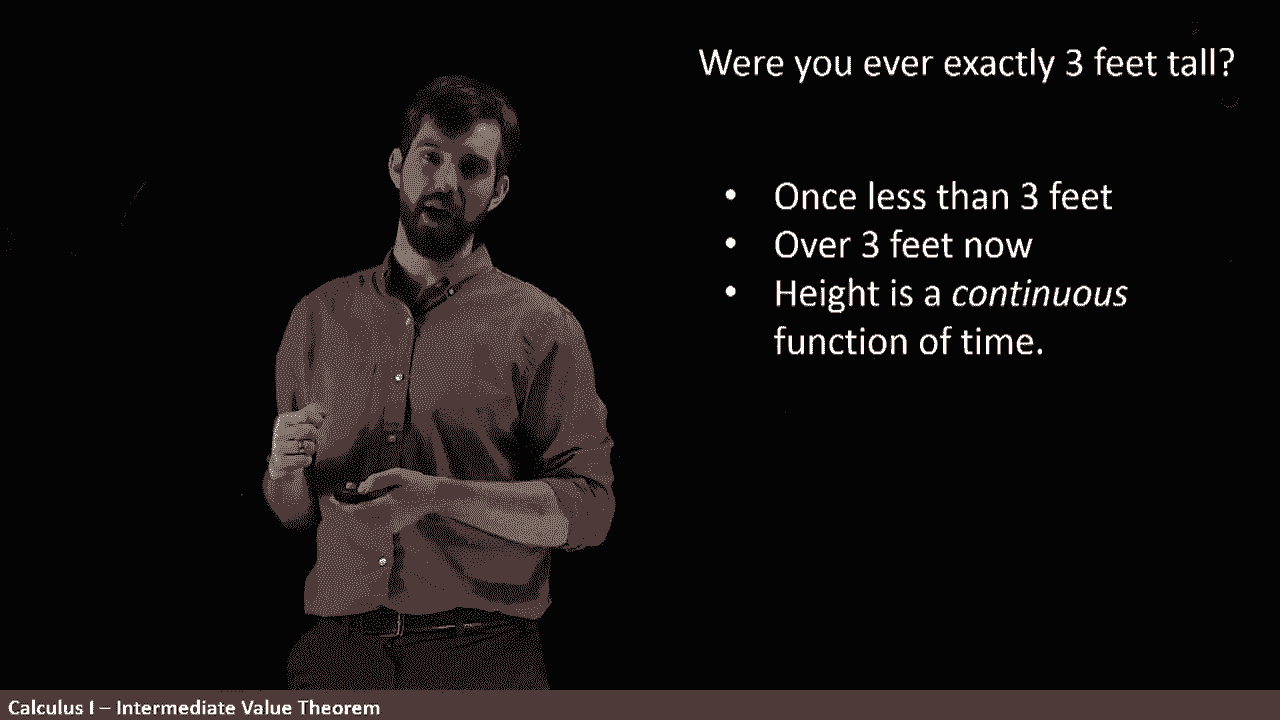 Were you ever exactly 3 feet tall?
• Once less than 3 feet
• Over 3 feet now
• Height is a continuous
function of time.
Calculus I – Intermediate Value Theorem